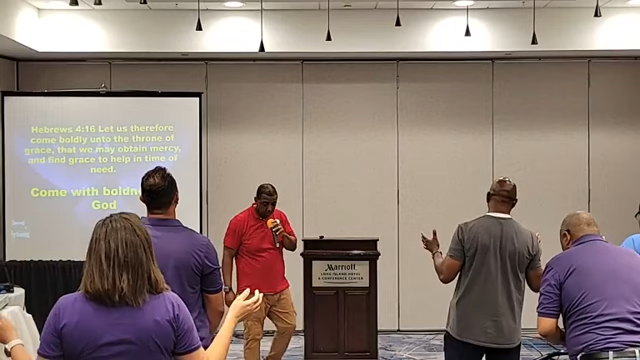 Hebrews 4:16 Let us therefore
come boldly unto the throne of
grace, that we may obtain mercy,
and find grace to help in time of
need.
Come with boldn
God
Marriott
LONG ISLAND HOTEL
& CONFERENCE CENTER